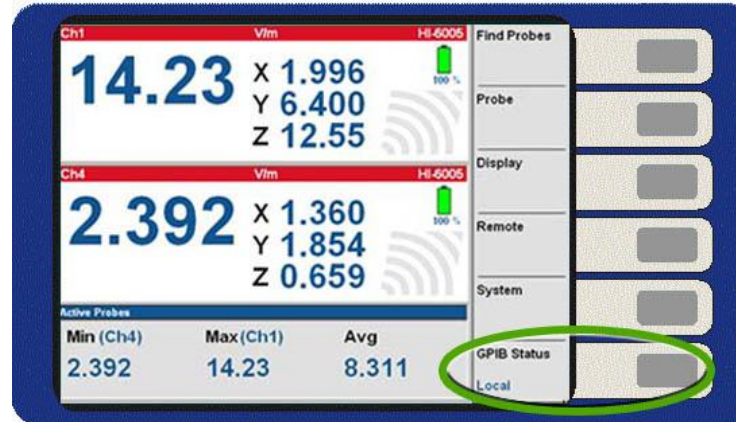 Ch1 V/m HI-6005
14.23
X 1.996
Y 6.400
Z 12.55
100 %
Ch4 V/m HI-6005
2.392
X 1.360
Y 1.854
Z 0.659
100 %
Active Probes
Min (Ch4) Max(Ch1) Avg
2.392 14.23 8.311
Find Probes
Probe
Display
Remote
System
GPIB Status
Local